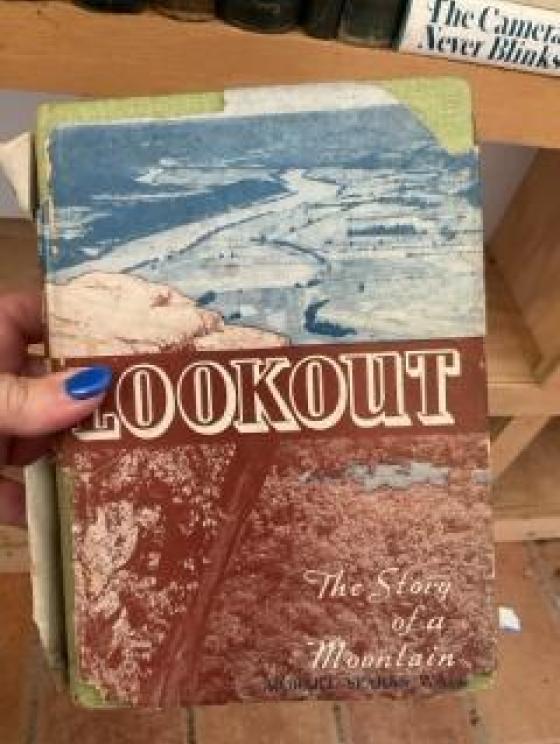 The Camera
Never Blinks
LOOKOUT
The Story
of a
Mountain